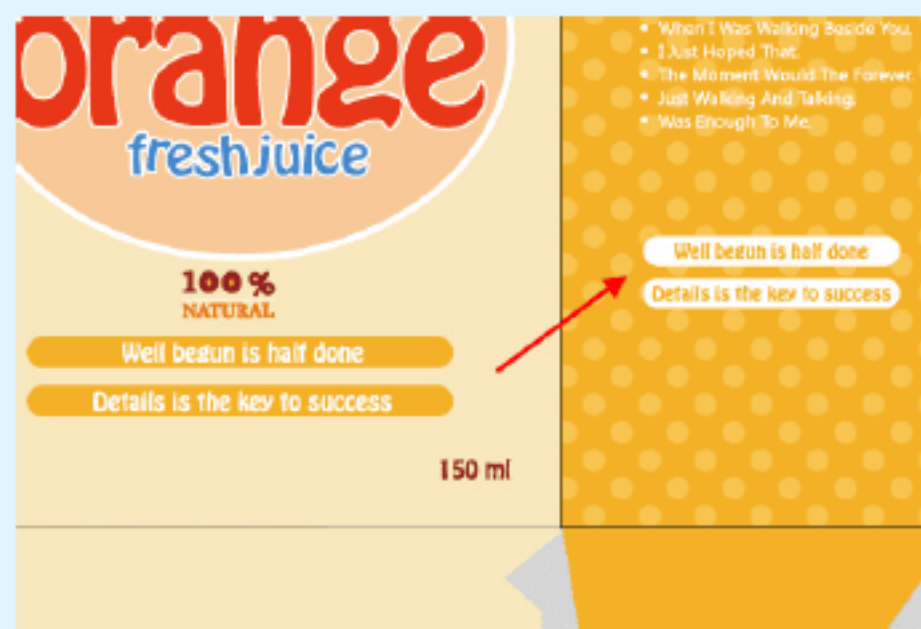 orange
fresh juice
100%
NATURAL
Well begun is half done
Details is the key to success
150 ml
When I Was Walking Beside You.
I Just Hoped That.
The Moment Would The Forever.
Just Walking And Talking.
Was Enough To Me.
Well begun is half done
Details is the key to success